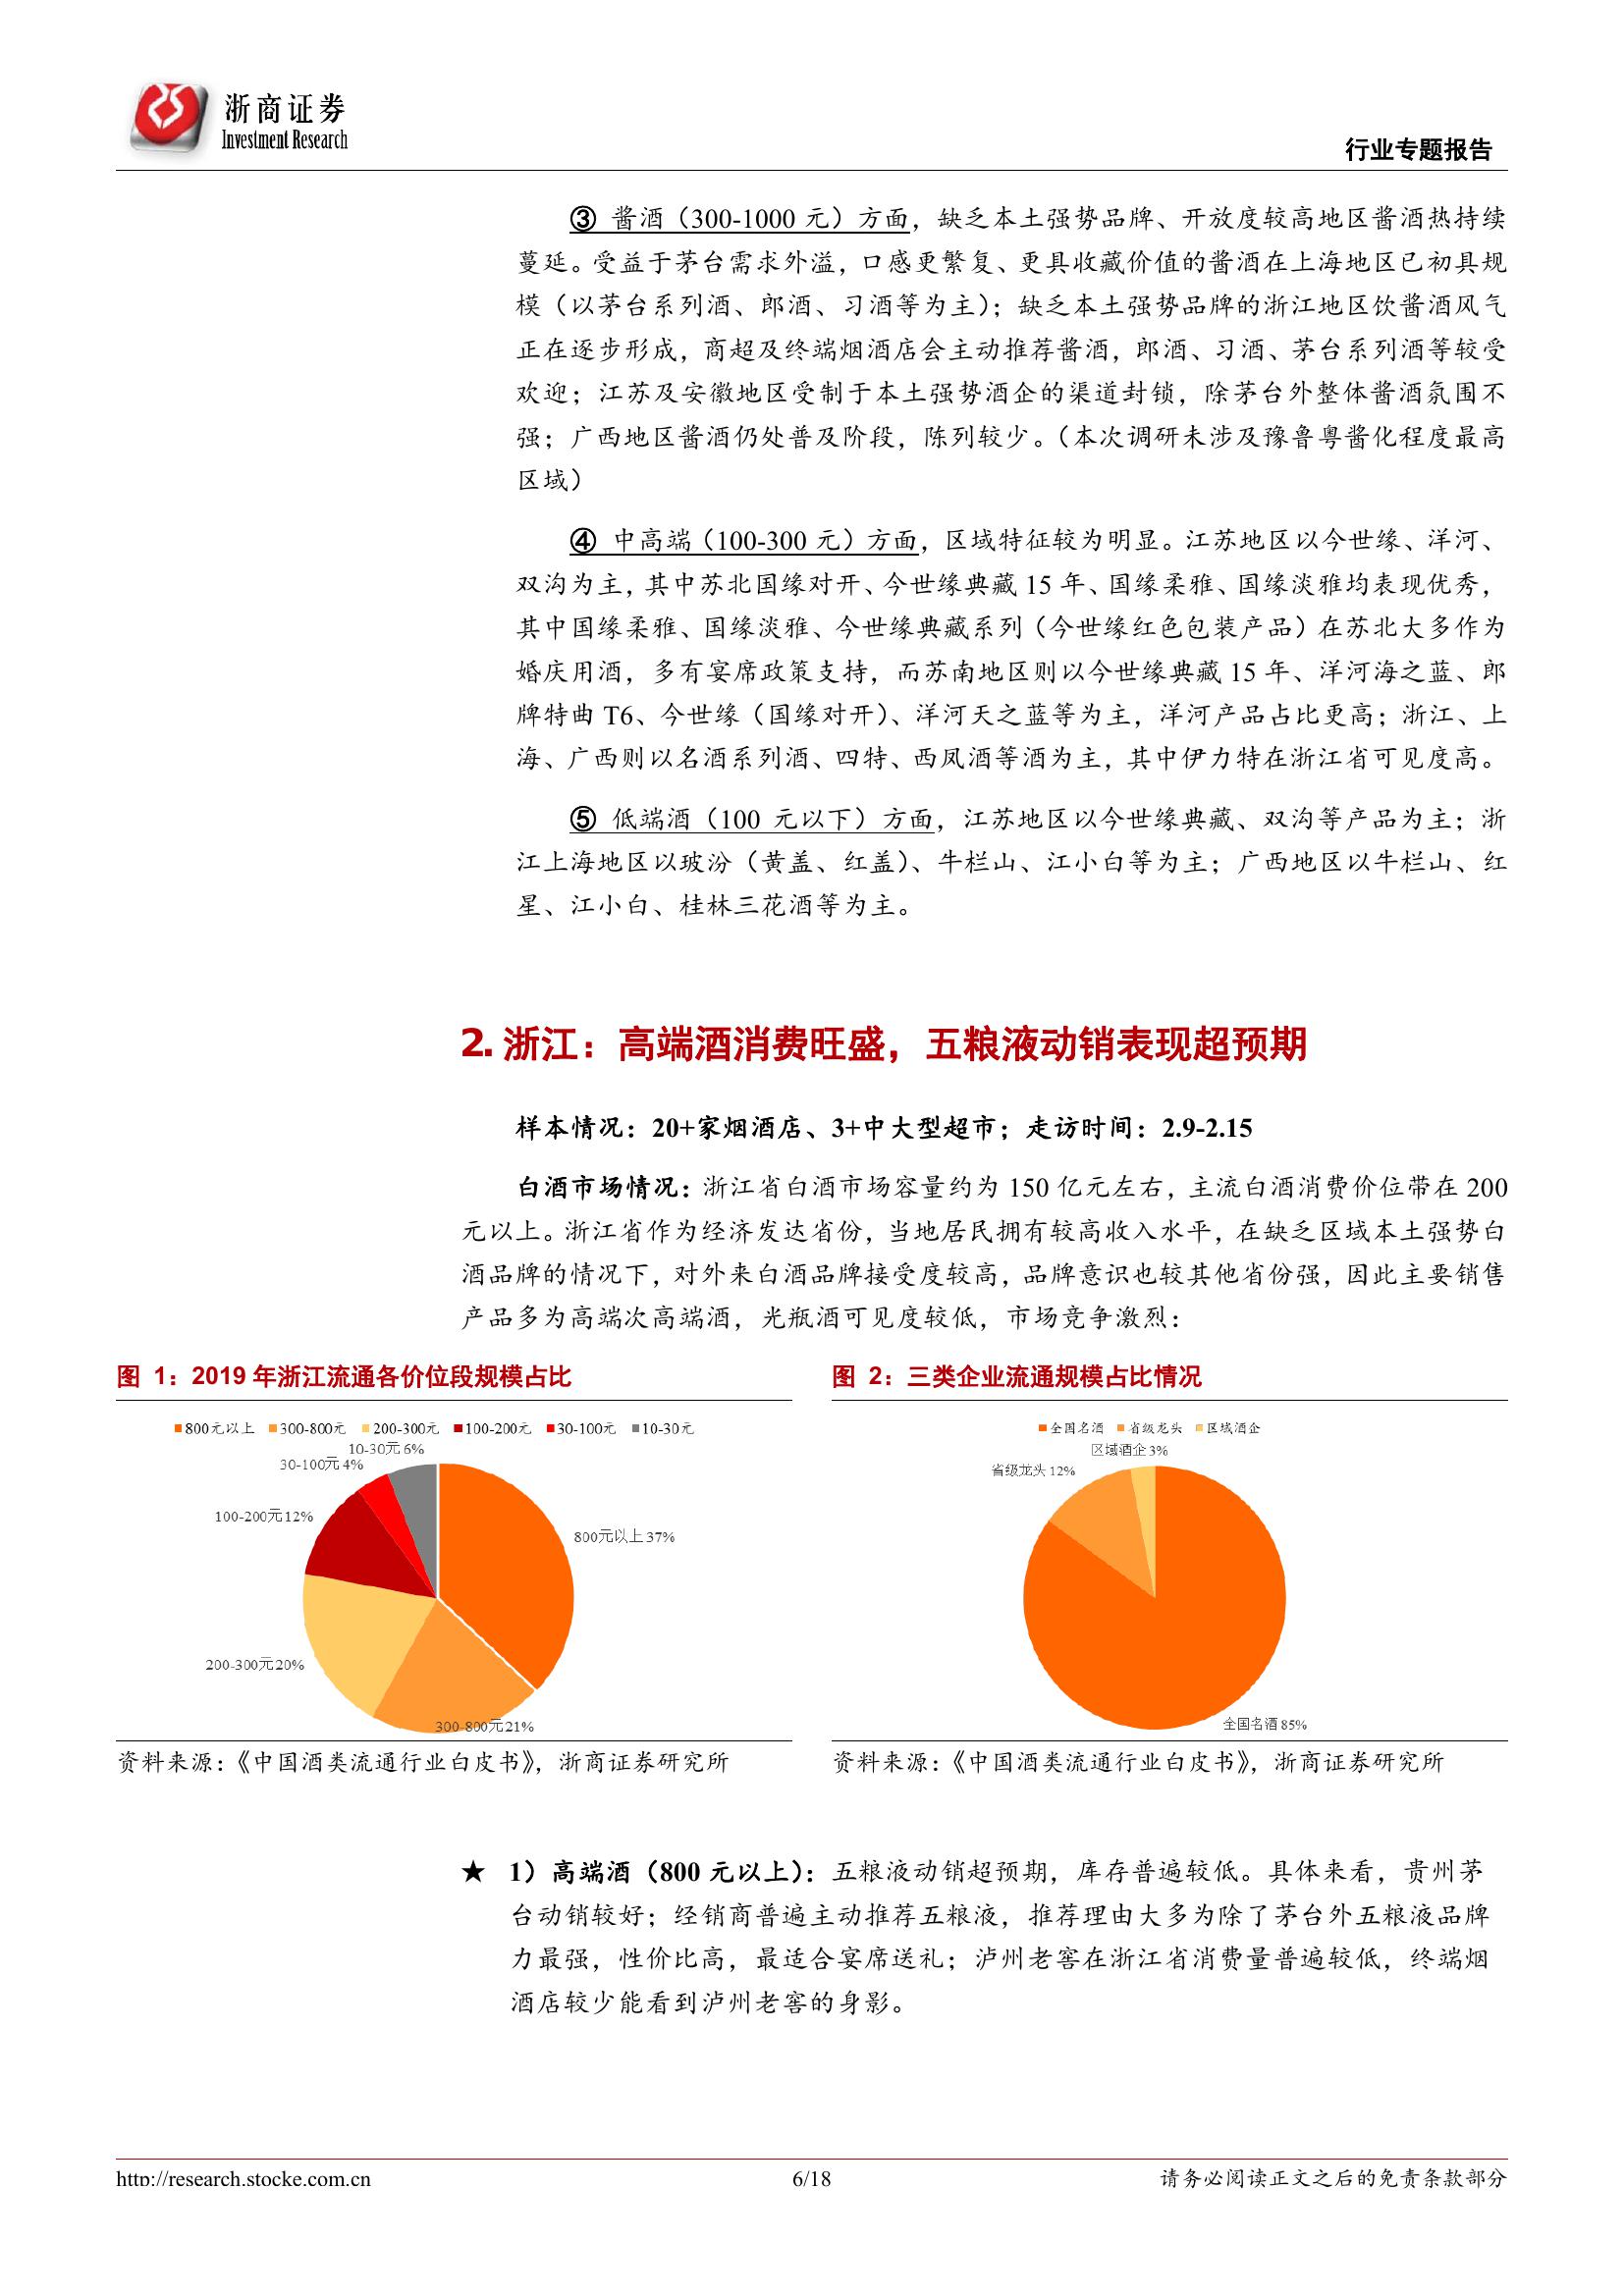 浙商证券
Investment Research
行业专题报告
③ 酱酒（300-1000 元）方面，缺乏本土强势品牌、开放度较高地区酱酒热持续
蔓延。受益于茅台需求外溢，口感更繁复、更具收藏价值的酱酒在上海地区已初具规
模（以茅台系列酒、郎酒、习酒等为主）；缺乏本土强势品牌的浙江地区饮酱酒风气
正在逐步形成，商超及终端烟酒店会主动推荐酱酒，郎酒、习酒、茅台系列酒等较受
欢迎；江苏及安徽地区受制于本土强势酒企的渠道封锁，除茅台外整体酱酒氛围不
强；广西地区酱酒仍处普及阶段，陈列较少。（本次调研未涉及豫鲁粤酱化程度最高
区域）
④ 中高端（100-300 元）方面，区域特征较为明显。江苏地区以今世缘、洋河、
双沟为主，其中苏北国缘对开、今世缘典藏 15 年、国缘柔雅、国缘淡雅均表现优秀，
其中国缘柔雅、国缘淡雅、今世缘典藏系列（今世缘红色包装产品）在苏北大多作为
婚庆用酒，多有宴席政策支持，而苏南地区则以今世缘典藏 15 年、洋河海之蓝、郎
牌特曲 T6、今世缘（国缘对开）、洋河天之蓝等为主，洋河产品占比更高；浙江、上
海、广西则以名酒系列酒、四特、西凤酒等酒为主，其中伊力特在浙江省可见度高。
⑤ 低端酒（100 元以下）方面，江苏地区以今世缘典藏、双沟等产品为主；浙
江上海地区以玻汾（黄盖、红盖）、牛栏山、江小白等为主；广西地区以牛栏山、红
星、江小白、桂林三花酒等为主。
2. 浙江：高端酒消费旺盛，五粮液动销表现超预期
样本情况：20+家烟酒店、3+中大型超市；走访时间：2.9-2.15
白酒市场情况：浙江省白酒市场容量约为 150 亿元左右，主流白酒消费价位带在 200
元以上。浙江省作为经济发达省份，当地居民拥有较高收入水平，在缺乏区域本土强势白
酒品牌的情况下，对外来白酒品牌接受度较高，品牌意识也较其他省份强，因此主要销售
产品多为高端次高端酒，光瓶酒可见度较低，市场竞争激烈：
图 1：2019 年浙江流通各价位段规模占比
800元以上 300-800元 200-300元 100-200元 30-100元 10-30元
10-30元 6%
30-100元 4%
100-200元12%
800元以上 37%
200-300元20%
300-800元21%
资料来源：《中国酒类流通行业白皮书》，浙商证券研究所
图 2：三类企业流通规模占比情况
全国名酒 省级龙头 区域酒企
区域酒企 3%
省级龙头 12%
全国名酒 85%
资料来源：《中国酒类流通行业白皮书》，浙商证券研究所
★ 1）高端酒（800 元以上）：五粮液动销超预期，库存普遍较低。具体来看，贵州茅
台动销较好；经销商普遍主动推荐五粮液，推荐理由大多为除了茅台外五粮液品牌
力最强，性价比高，最适合宴席送礼；泸州老窖在浙江省消费量普遍较低，终端烟
酒店较少能看到泸州老窖的身影。
http://research.stocke.com.cn
6/18
请务必阅读正文之后的免责条款部分